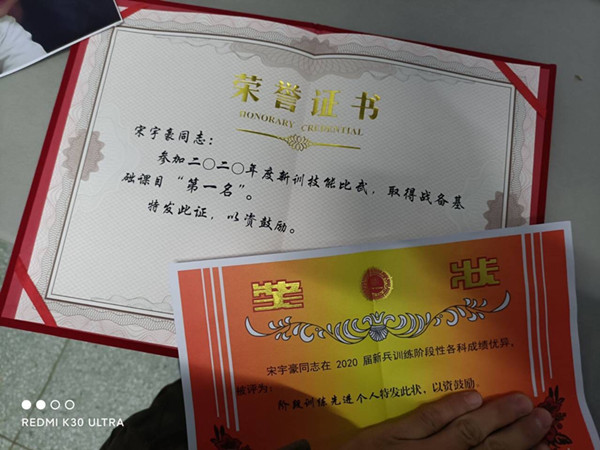 荣誉证书
HONORARY CREDENTIAL
宋宇豪同志：
参加二〇二〇年度新训技能比武，取得战备基
础课目“第一名”。
特发此证，以资鼓励。
奖 状
宋宇豪同志在 2020 届新兵训练阶段性各科成绩优异，
被评为：
阶段训练先进个人特发此状，以资鼓励。
REDMI K30 ULTRA